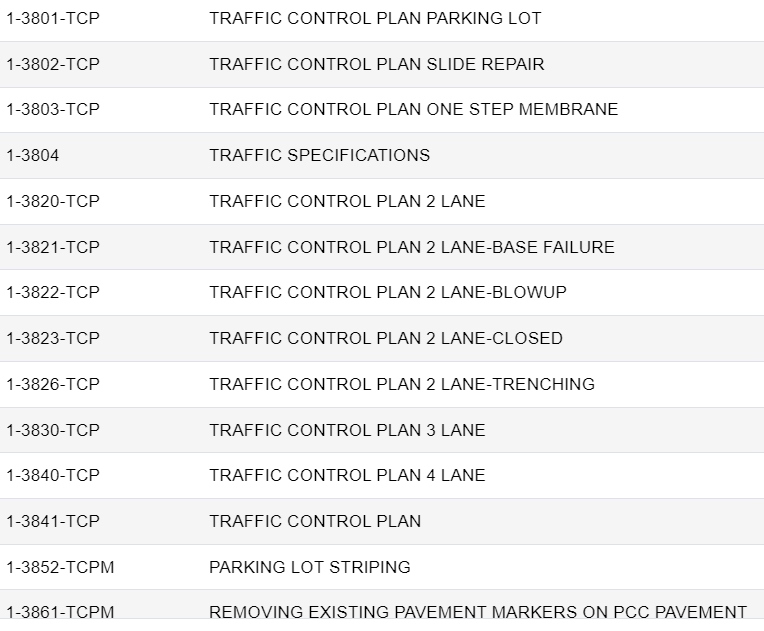 1-3801-TCP TRAFFIC CONTROL PLAN PARKING LOT
1-3802-TCP TRAFFIC CONTROL PLAN SLIDE REPAIR
1-3803-TCP TRAFFIC CONTROL PLAN ONE STEP MEMBRANE
1-3804 TRAFFIC SPECIFICATIONS
1-3820-TCP TRAFFIC CONTROL PLAN 2 LANE
1-3821-TCP TRAFFIC CONTROL PLAN 2 LANE-BASE FAILURE
1-3822-TCP TRAFFIC CONTROL PLAN 2 LANE-BLOWUP
1-3823-TCP TRAFFIC CONTROL PLAN 2 LANE-CLOSED
1-3826-TCP TRAFFIC CONTROL PLAN 2 LANE-TRENCHING
1-3830-TCP TRAFFIC CONTROL PLAN 3 LANE
1-3840-TCP TRAFFIC CONTROL PLAN 4 LANE
1-3841-TCP TRAFFIC CONTROL PLAN
1-3852-TCPM PARKING LOT STRIPING
1-3861-TCPM REMOVING EXISTING PAVEMENT MARKERS ON PCC PAVEMENT